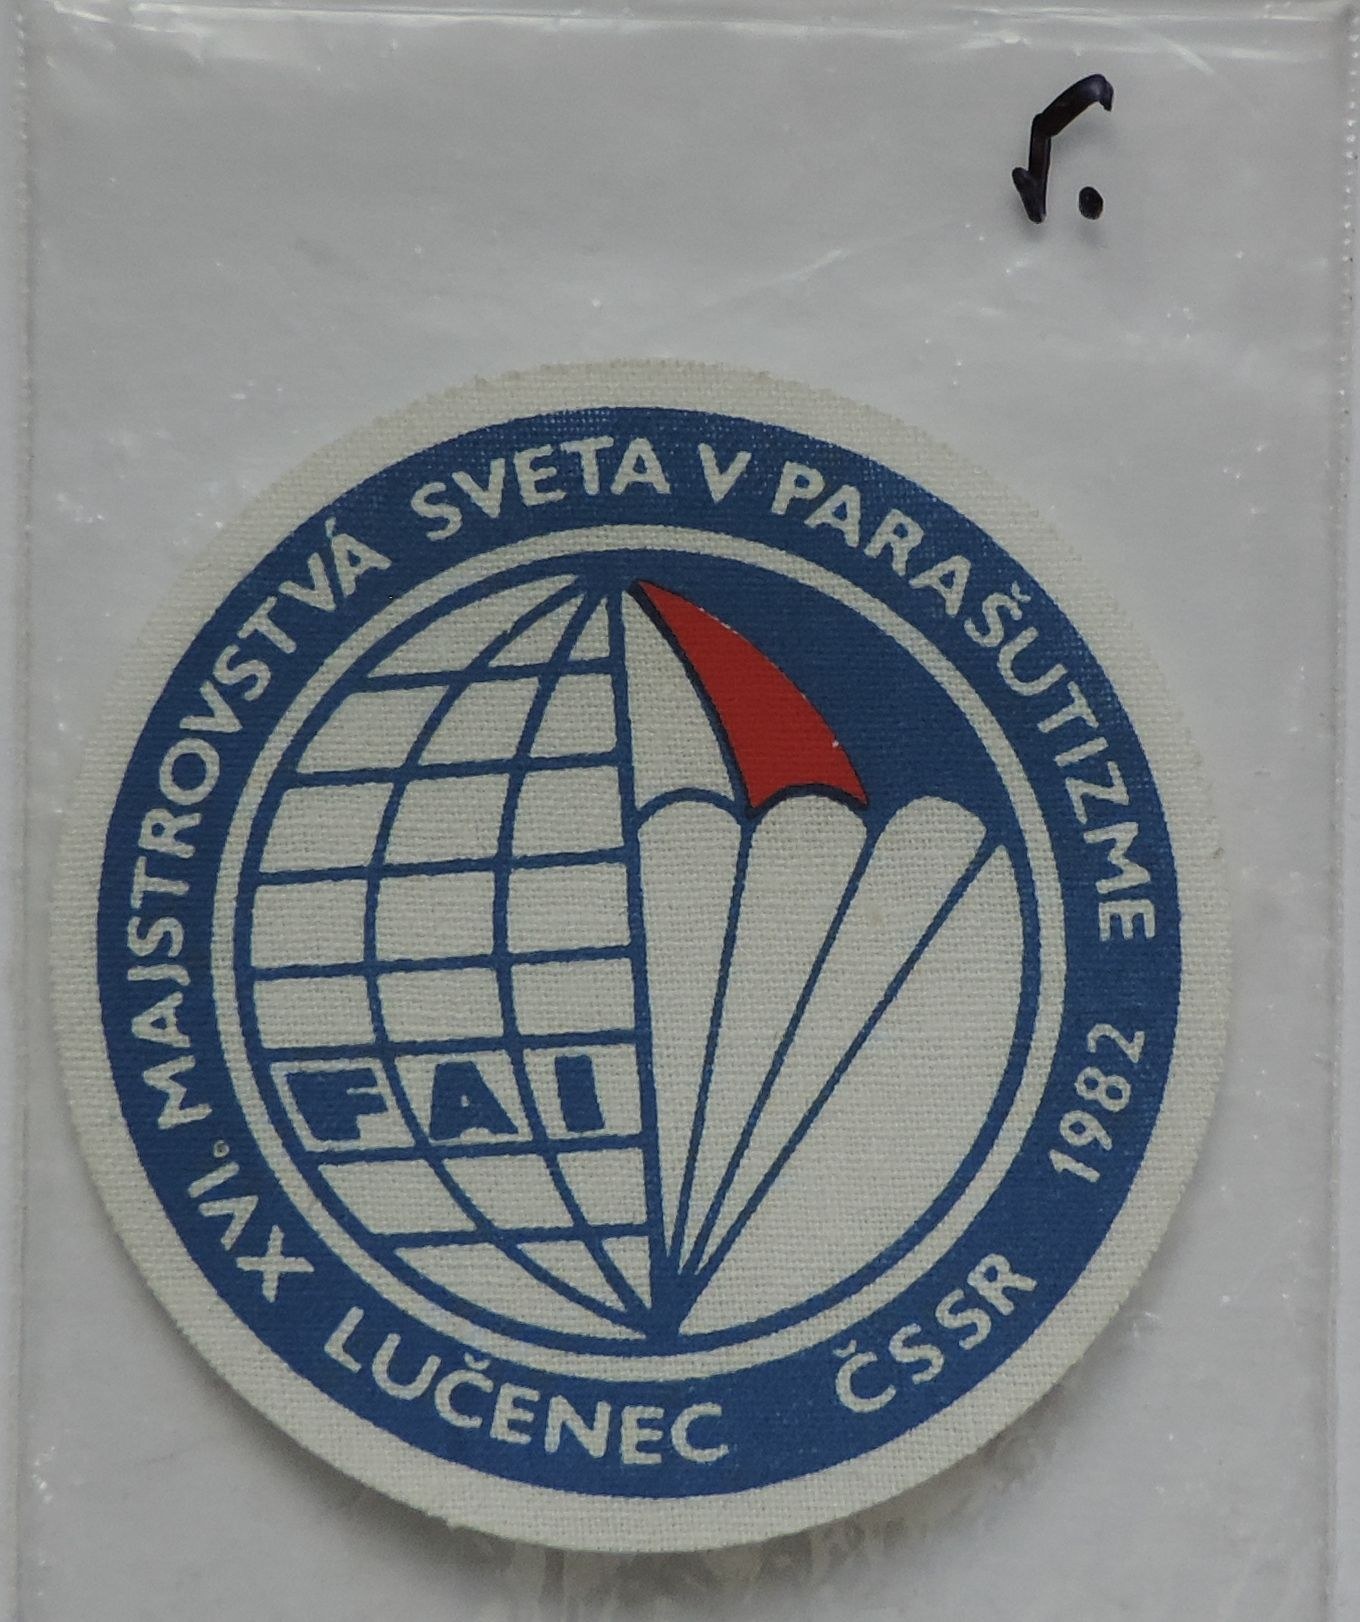 XVI. MAJSTROVSTVÁ SVETA V PARAŠUTIZME 1982
LUČENEC ČSSR
FAI